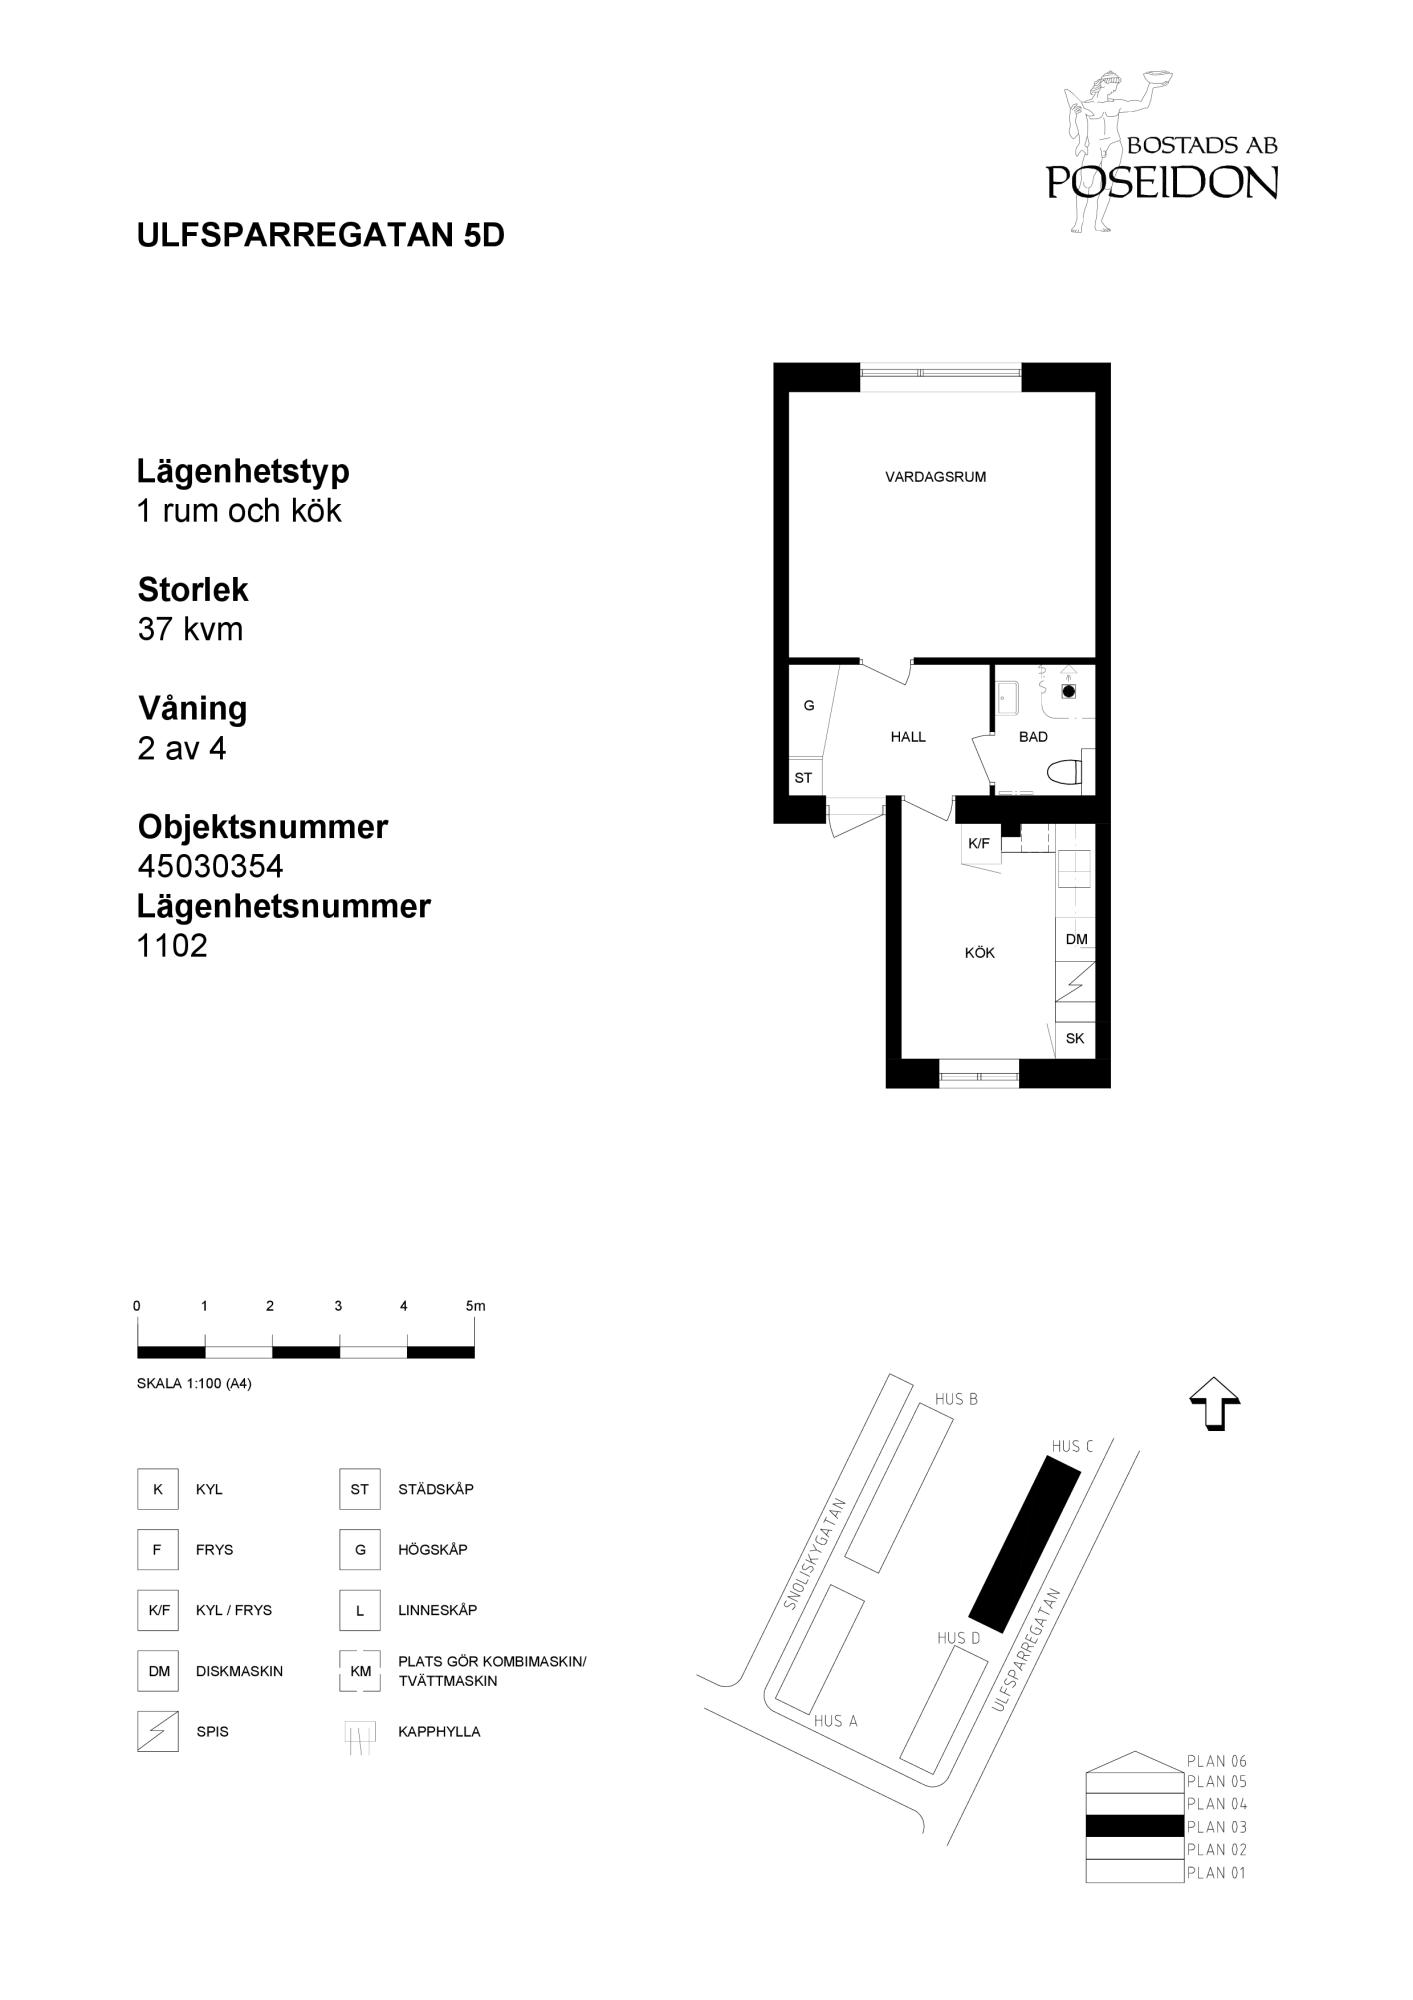 BOSTADS AB
POSEIDON
ULFSPARREGATAN 5D
Lägenhetstyp
1 rum och kök
Storlek
37 kvm
Våning
2 av 4
Objektsnummer
45030354
Lägenhetsnummer
1102
VARDAGSRUM
G
HALL
BAD
ST
K/F
DM
KÖK
SK
0 1 2 3 4 5m
SKALA 1:100 (A4)
K KYL
F FRYS
K/F KYL / FRYS
DM DISKMASKIN
SPIS
ST STÄDSKÅP
G HÖGSKÅP
L LINNESKÅP
KM PLATS GÖR KOMBIMASKIN/
TVÄTTMASKIN
KAPPHYLLA
HUS B
HUS C
SNOLISKYGATAN
ULFSPARREGATAN
HUS D
HUS A
PLAN 06
PLAN 05
PLAN 04
PLAN 03
PLAN 02
PLAN 01